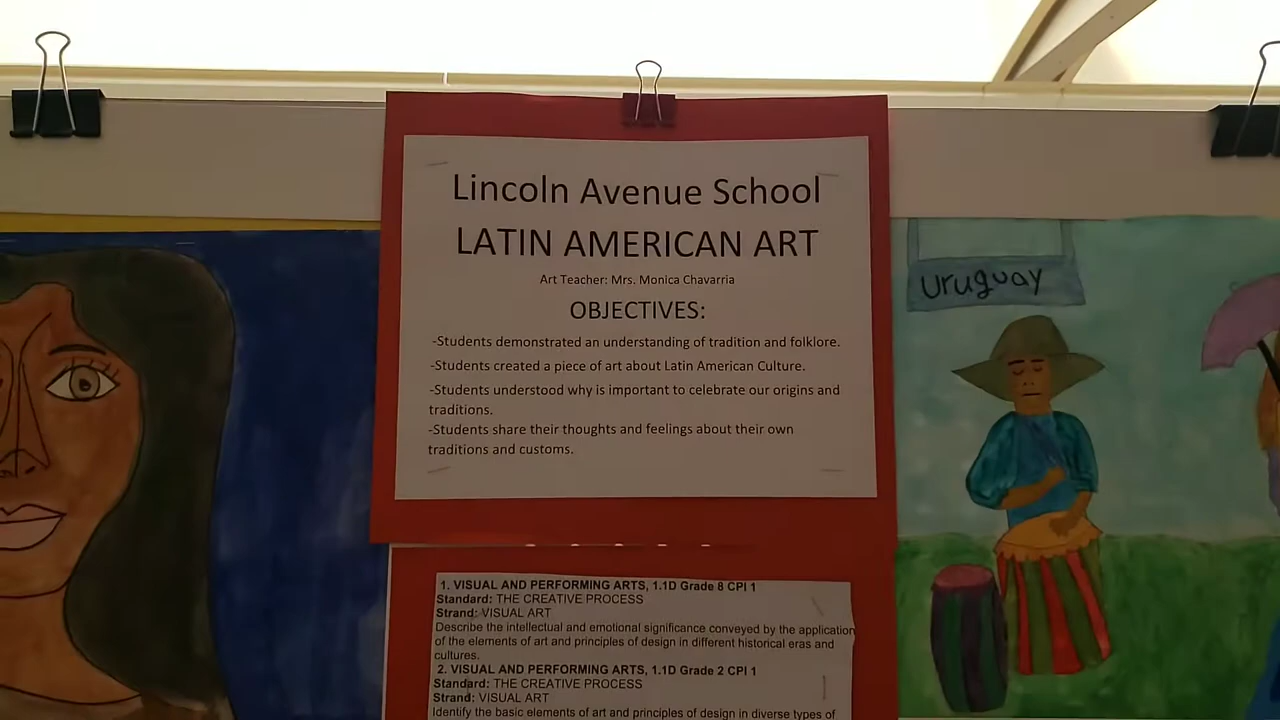 Lincoln Avenue School
LATIN AMERICAN ART
Art Teacher: Mrs. Monica Chavarria
OBJECTIVES:
-Students demonstrated an understanding of tradition and folklore.
-Students created a piece of art about Latin American Culture.
-Students understood why is important to celebrate our origins and
traditions.
-Students share their thoughts and feelings about their own
traditions and customs.
uruguay
1. VISUAL AND PERFORMING ARTS, 1.1D Grade 8 CPI 1
Standard: THE CREATIVE PROCESS
Strand: VISUAL ART
Describe the intellectual and emotional significance conveyed by the application
of the elements of art and principles of design in different historical eras and
cultures.
2. VISUAL AND PERFORMING ARTS, 1.1D Grade 2 CPI 1
Standard: THE CREATIVE PROCESS
Strand: VISUAL ART
Identify the basic elements of art and principles of design in diverse types of